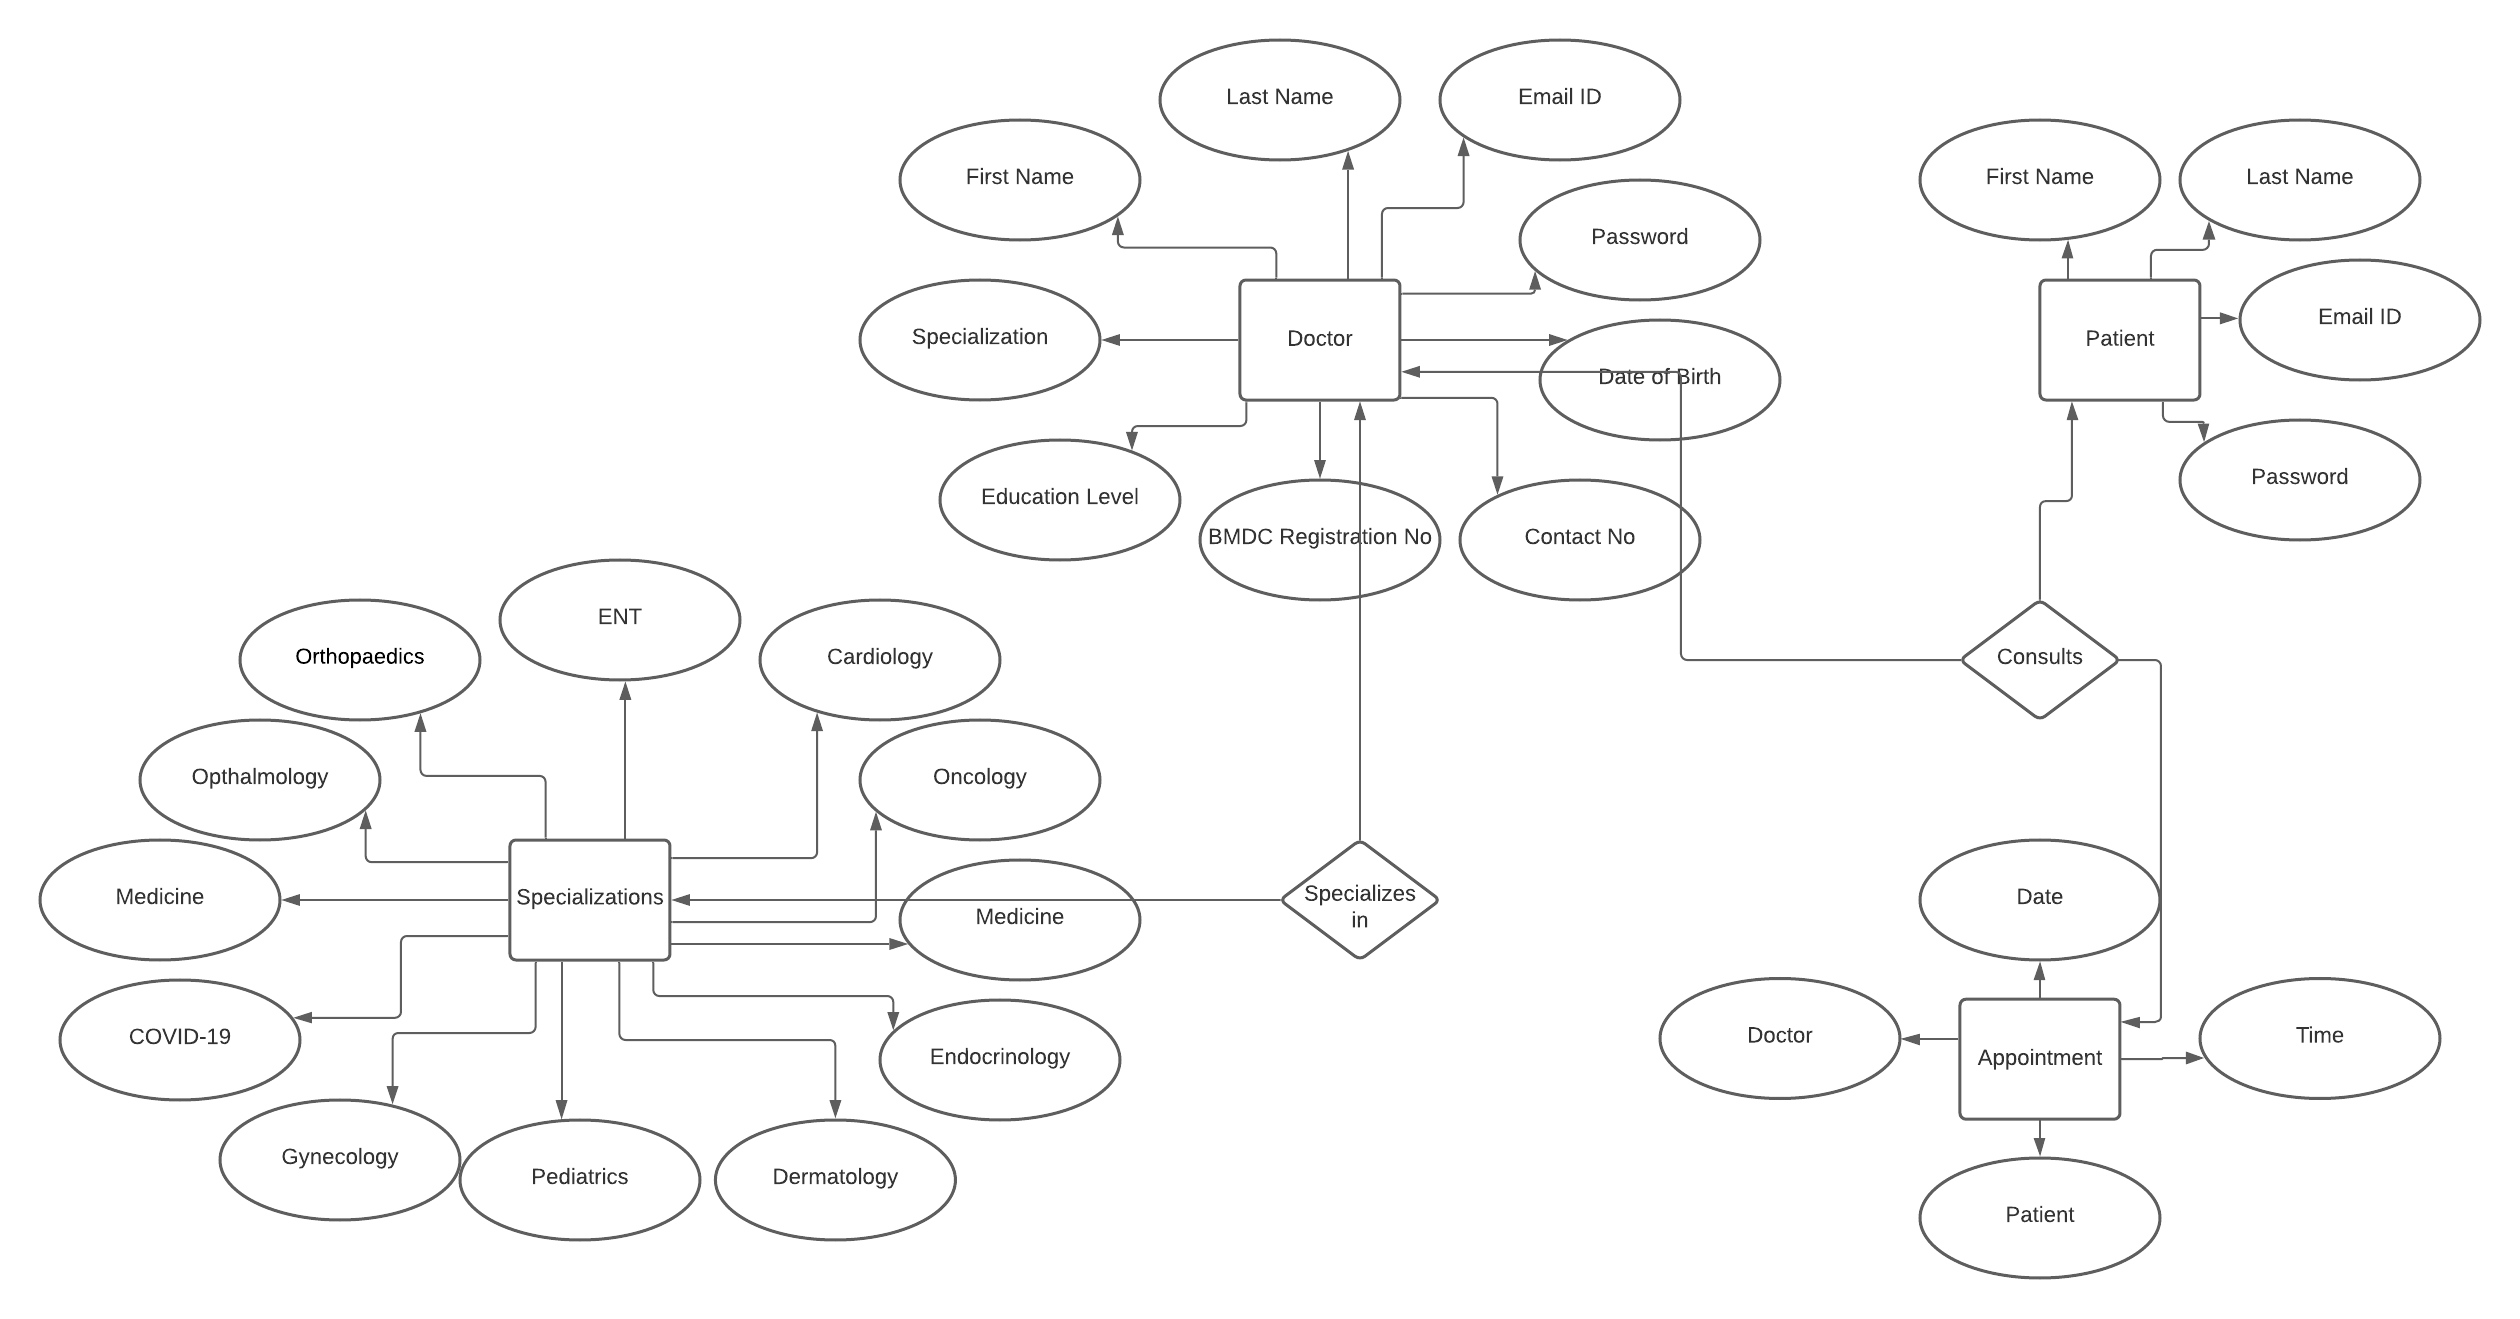 Last Name
Email ID
First Name
First Name
Last Name
Password
Email ID
Specialization
Doctor
Patient
Date of Birth
Password
Education Level
BMDC Registration No
Contact No
ENT
Orthopaedics
Cardiology
Consults
Opthalmology
Oncology
Medicine
Specializations
Medicine
Specializes
in
Date
COVID-19
Endocrinology
Doctor
Appointment
Time
Gynecology
Pediatrics
Dermatology
Patient